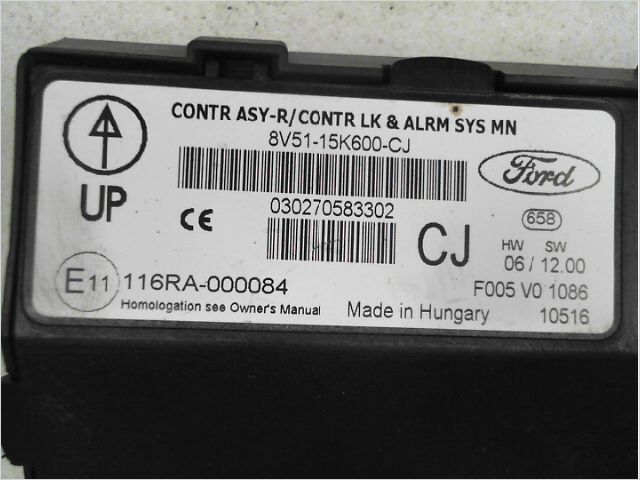 CONTR ASY-R/CONTR LK & ALRM SYS MN
8V51-15K600-CJ
Ford
UP
CE
030270583302
CJ
658
HW SW
06 / 12.00
E11 116RA-000084
F005 V0 1086
Homologation see Owner's Manual
Made in Hungary
10516